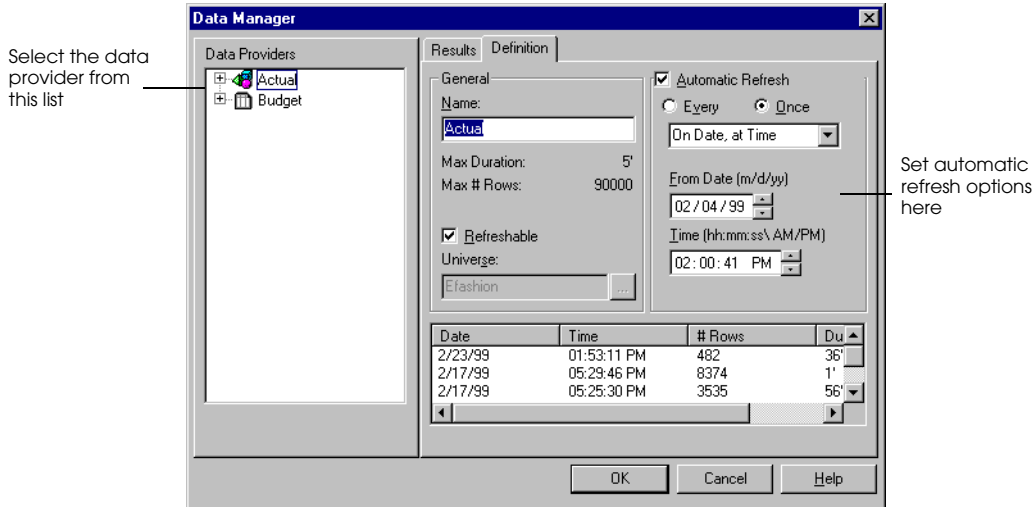 Data Manager
Select the data
provider from
this list
Data Providers
Actual
Budget
Results Definition
General
Name:
Actual
Max Duration: 5'
Max # Rows: 90000
Refreshable
Universe:
Efashion ...
Automatic Refresh
Every Once
On Date, at Time
From Date (m/d/yy)
02/04/99
Time (hh:mm:ss\ AM/PM)
02:00:41 PM
Set automatic
refresh options
here
Date Time # Rows Du
2/23/99 01:53:11 PM 482 36'
2/17/99 05:29:46 PM 8374 1'
2/17/99 05:25:30 PM 3535 56'
OK Cancel Help